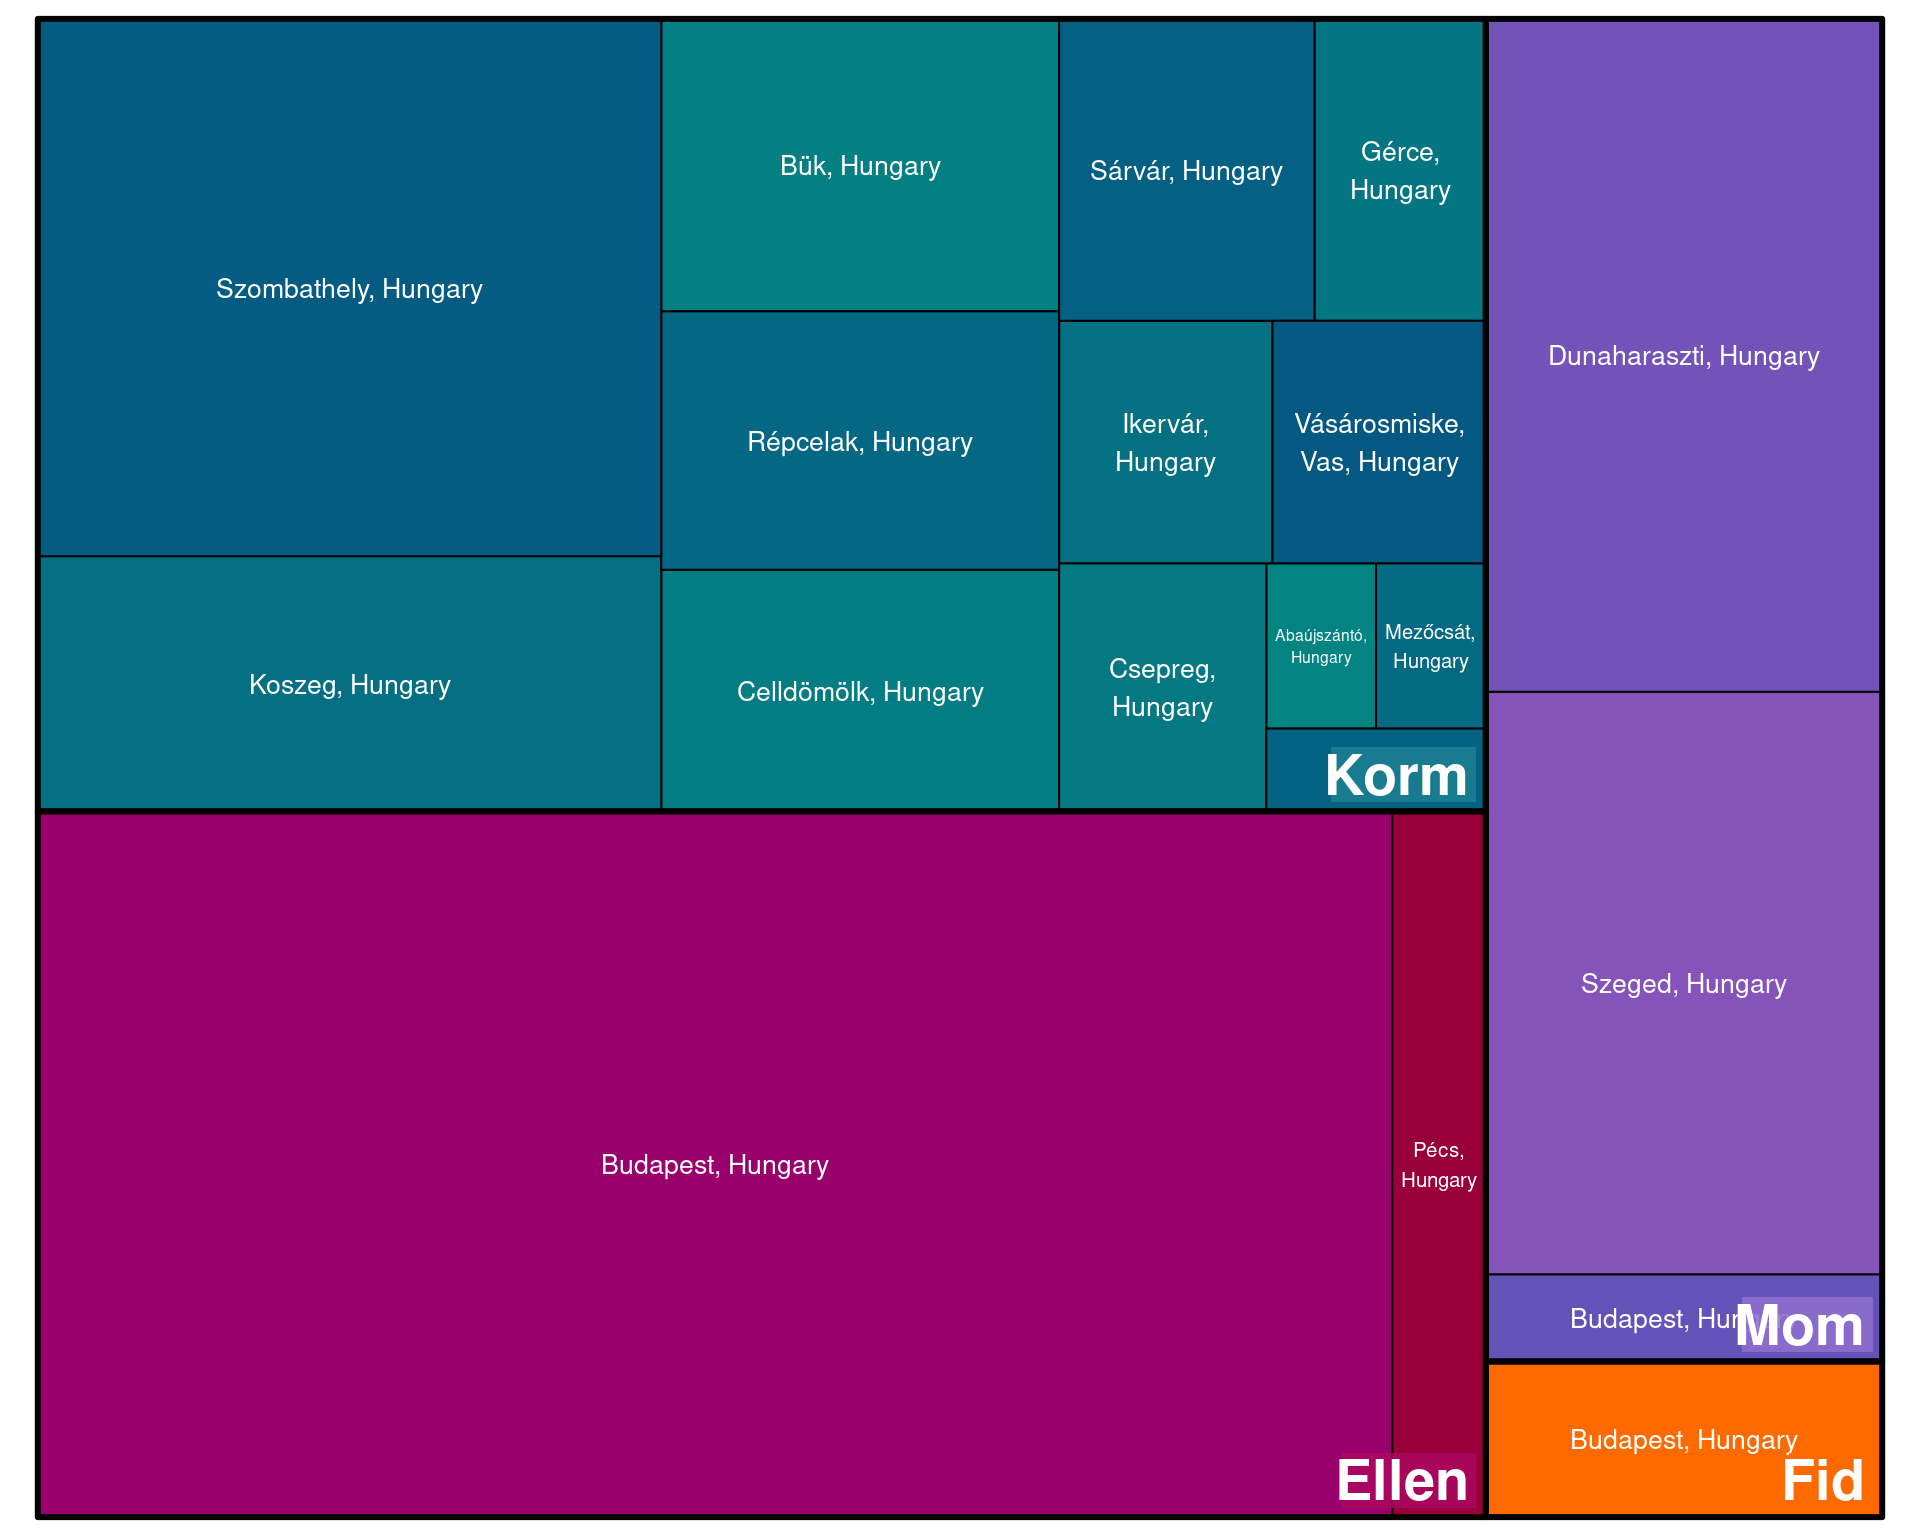 Szombathely, Hungary
Koszeg, Hungary
Bük, Hungary
Répcelak, Hungary
Celldömölk, Hungary
Sárvár, Hungary
Gérce,
Hungary
Ikervár,
Hungary
Vásárosmiske,
Vas, Hungary
Csepreg,
Hungary
Abaújszántó,
Hungary
Mezőcsát,
Hungary
Korm
Budapest, Hungary
Pécs,
Hungary
Ellen
Dunaharaszti, Hungary
Szeged, Hungary
Budapest,
Mom
Budapest, Hungary
Fid